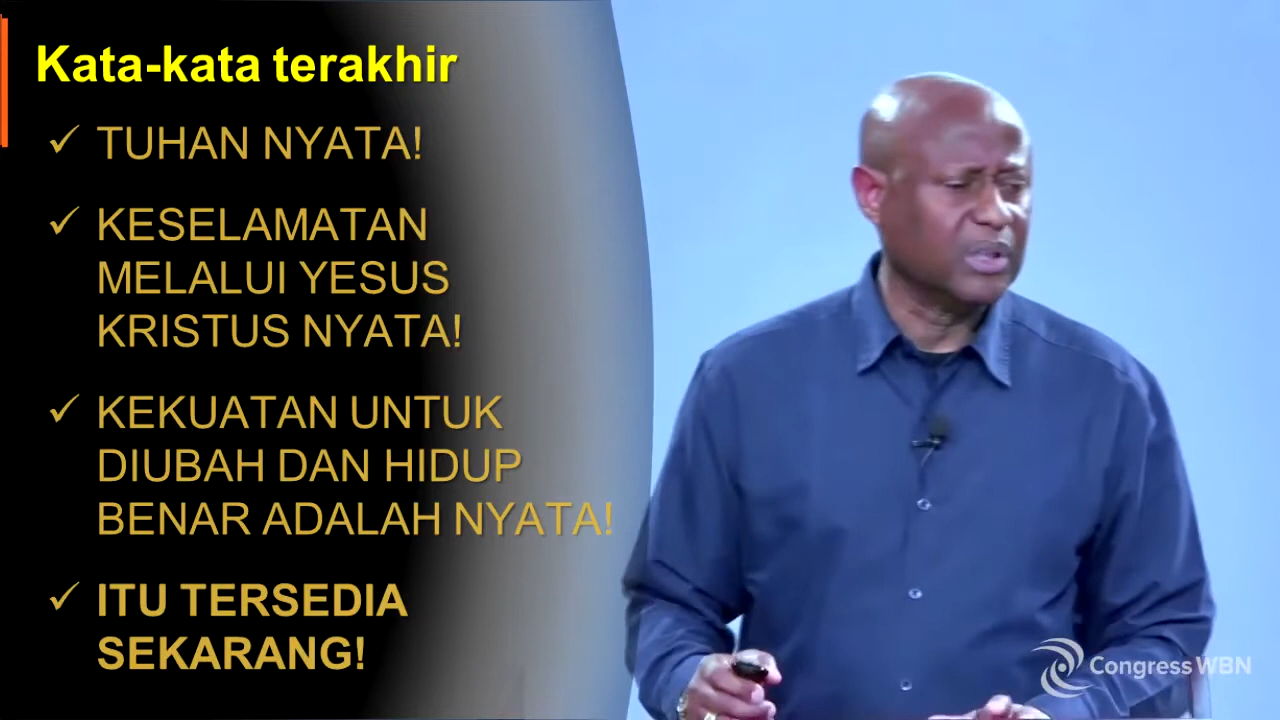 Kata-kata terakhir
✓ TUHAN NYATA!
✓ KESELAMATAN
MELALUI YESUS
KRISTUS NYATA!
✓ KEKUATAN UNTUK
DIUBAH DAN HIDUP
BENAR ADALAH NYATA!
✓ ITU TERSEDIA
SEKARANG!
Congress WBN